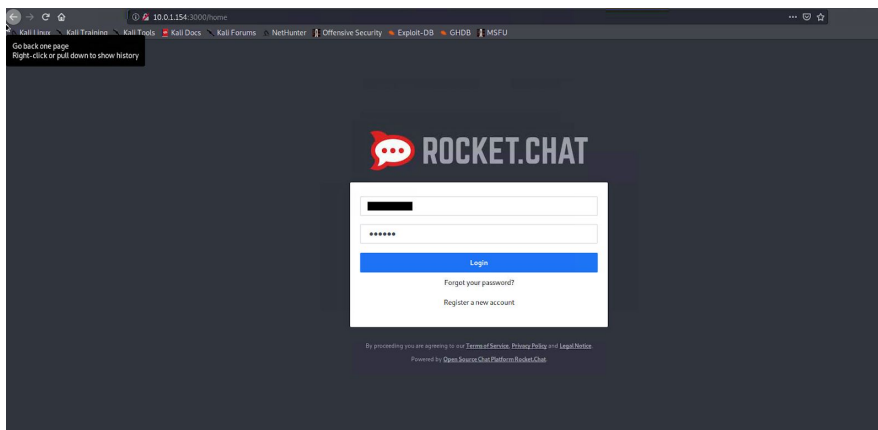 10.0.1.154:3000/home
Kali Linux Kali Training Kali Tools Kali Docs Kali Forums NetHunter Offensive Security Exploit-DB GHDB MSFU
Go back one page
Right-click or pull down to show history
ROCKET.CHAT
Login
Forgot your password?
Register a new account
By proceeding you are agreeing to our Terms of Service, Privacy Policy and Legal Notice.
Powered by Open Source Chat Platform Rocket.Chat.